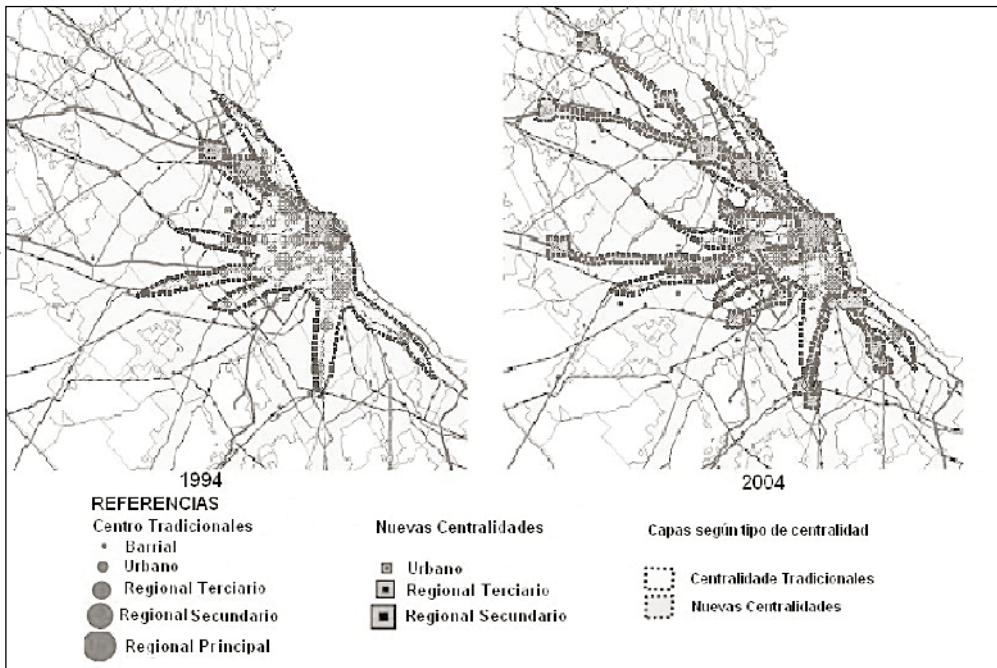 1994
2004
REFERENCIAS
Centro Tradicionales
Barrial
Urbano
Regional Terciario
Regional Secundario
Regional Principal
Nuevas Centralidades
Urbano
Regional Terciario
Regional Secundario
Capas según tipo de centralidad
Centralidade Tradicionales
Nuevas Centralidades